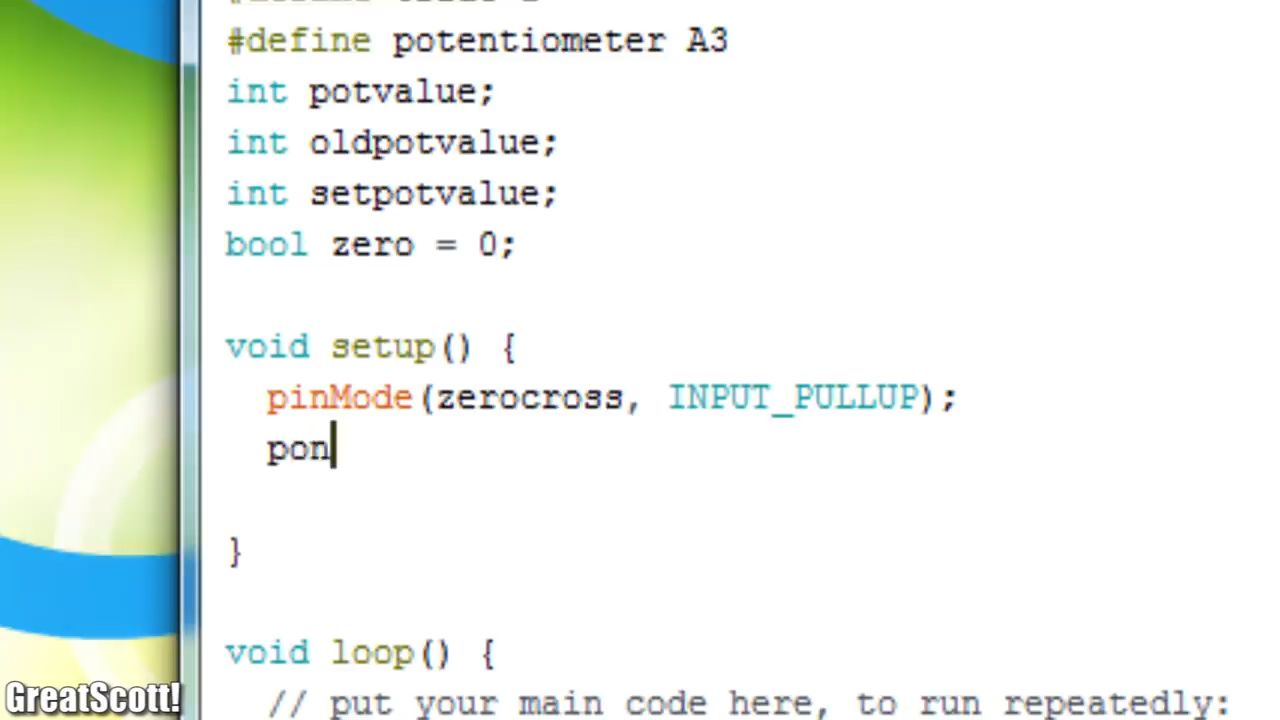 #define potentiometer A3
int potvalue;
int oldpotvalue;
int setpotvalue;
bool zero = 0;
void setup() {
pinMode(zerocross, INPUT_PULLUP);
pon
}
void loop() {
// put your main code here, to run repeatedly:
GreatScott!